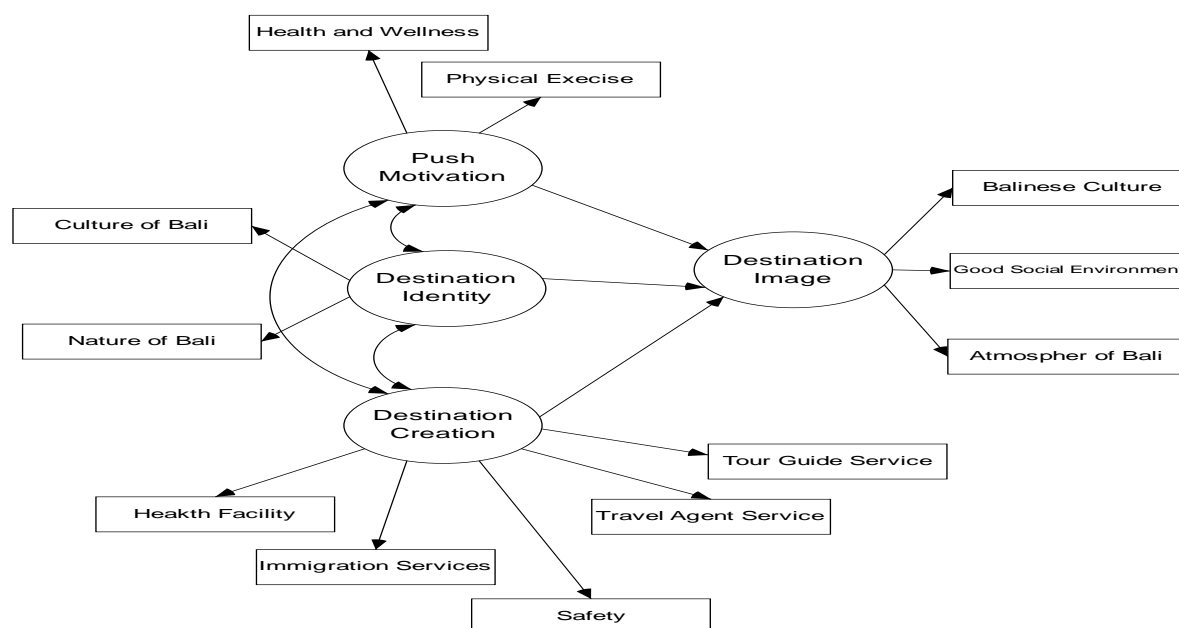 Health and Wellness
Physical Execise
Push
Motivation
Balinese Culture
Culture of Bali
Destination
Image
Good Social Environmen
Destination
Identity
Nature of Bali
Atmospher of Bali
Destination
Creation
Tour Guide Service
Heakth Facility
Travel Agent Service
Immigration Services
Safety